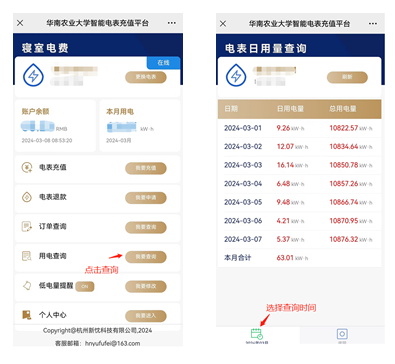 华南农业大学智能电表充值平台
寝室电费
在线
账户余额
本月用电
RHB
kW·h
2024-03-08 08:53:20
2024-03月
电表充值
我要充值
电表退款
我要申请
订单查询
我要查询
用电查询
我要查询
点击查询
低电量提醒
我要修改
个人中心
我要进入
Copyright@杭州新饮科技有限公司,2024
客服邮箱：hnyufufei@163.com
华南农业大学智能电表充值平台
电表日用量查询
刷新
日期 日用电量 总用电量
2024-03-01 9.26 kW·h 10822.57 kW·h
2024-03-02 12.07 kW·h 10834.64 kW·h
2024-03-03 16.14 kW·h 10850.78 kW·h
2024-03-04 6.48 kW·h 10857.26 kW·h
2024-03-05 9.48 kW·h 10866.74 kW·h
2024-03-06 4.21 kW·h 10870.95 kW·h
2024-03-07 5.37 kW·h 10876.32 kW·h
本月合计 63.01 kW·h
选择查询时间